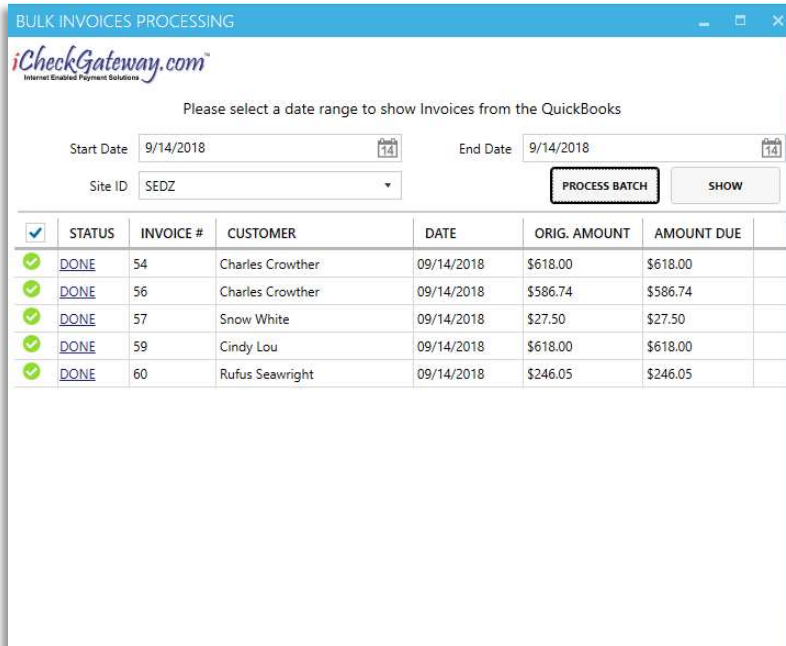 BULK INVOICES PROCESSING
iCheckGateway.com™
Internet Enabled Payment Solutions
Please select a date range to show Invoices from the QuickBooks
Start Date 9/14/2018 14 End Date 9/14/2018 14
Site ID SEDZ PROCESS BATCH SHOW
STATUS INVOICE # CUSTOMER DATE ORIG. AMOUNT AMOUNT DUE
DONE 54 Charles Crowther 09/14/2018 $618.00 $618.00
DONE 56 Charles Crowther 09/14/2018 $586.74 $586.74
DONE 57 Snow White 09/14/2018 $27.50 $27.50
DONE 59 Cindy Lou 09/14/2018 $618.00 $618.00
DONE 60 Rufus Seawright 09/14/2018 $246.05 $246.05